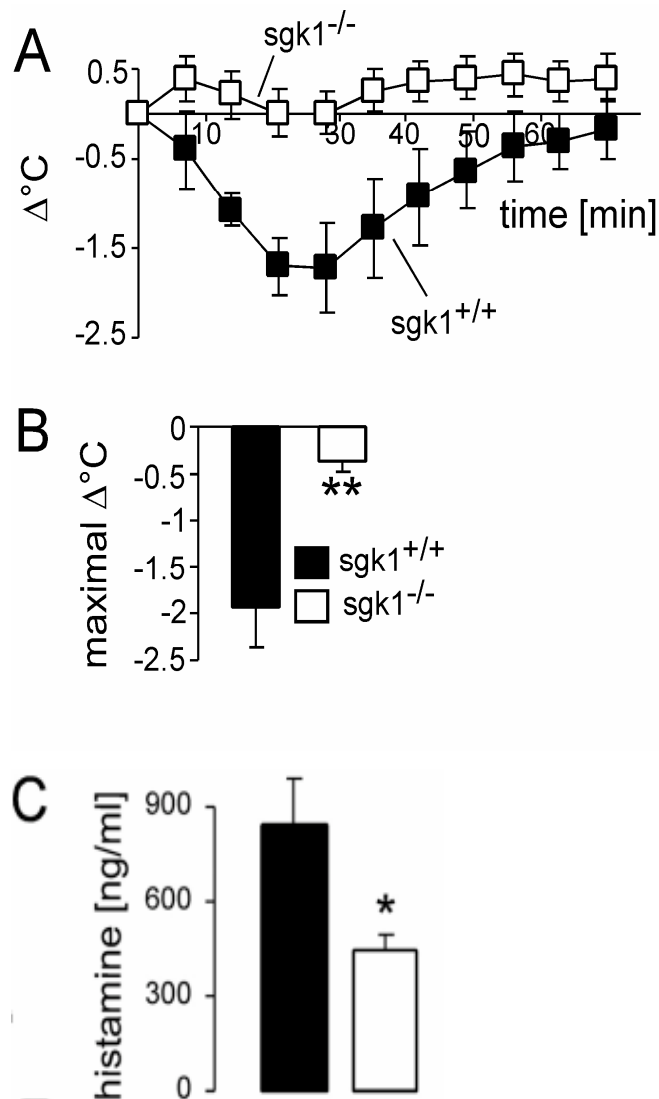 A
sgk1-/-
0.5
10 30 40 50 60
-0.5
Δ°C
-1.5
time [min]
sgk1+/+
-2.5
B
0
-0.5
**
-1
maximal Δ°C
-1.5
sgk1+/+
-2
sgk1-/-
-2.5
C
900
histamine [ng/ml]
600
*
300
0